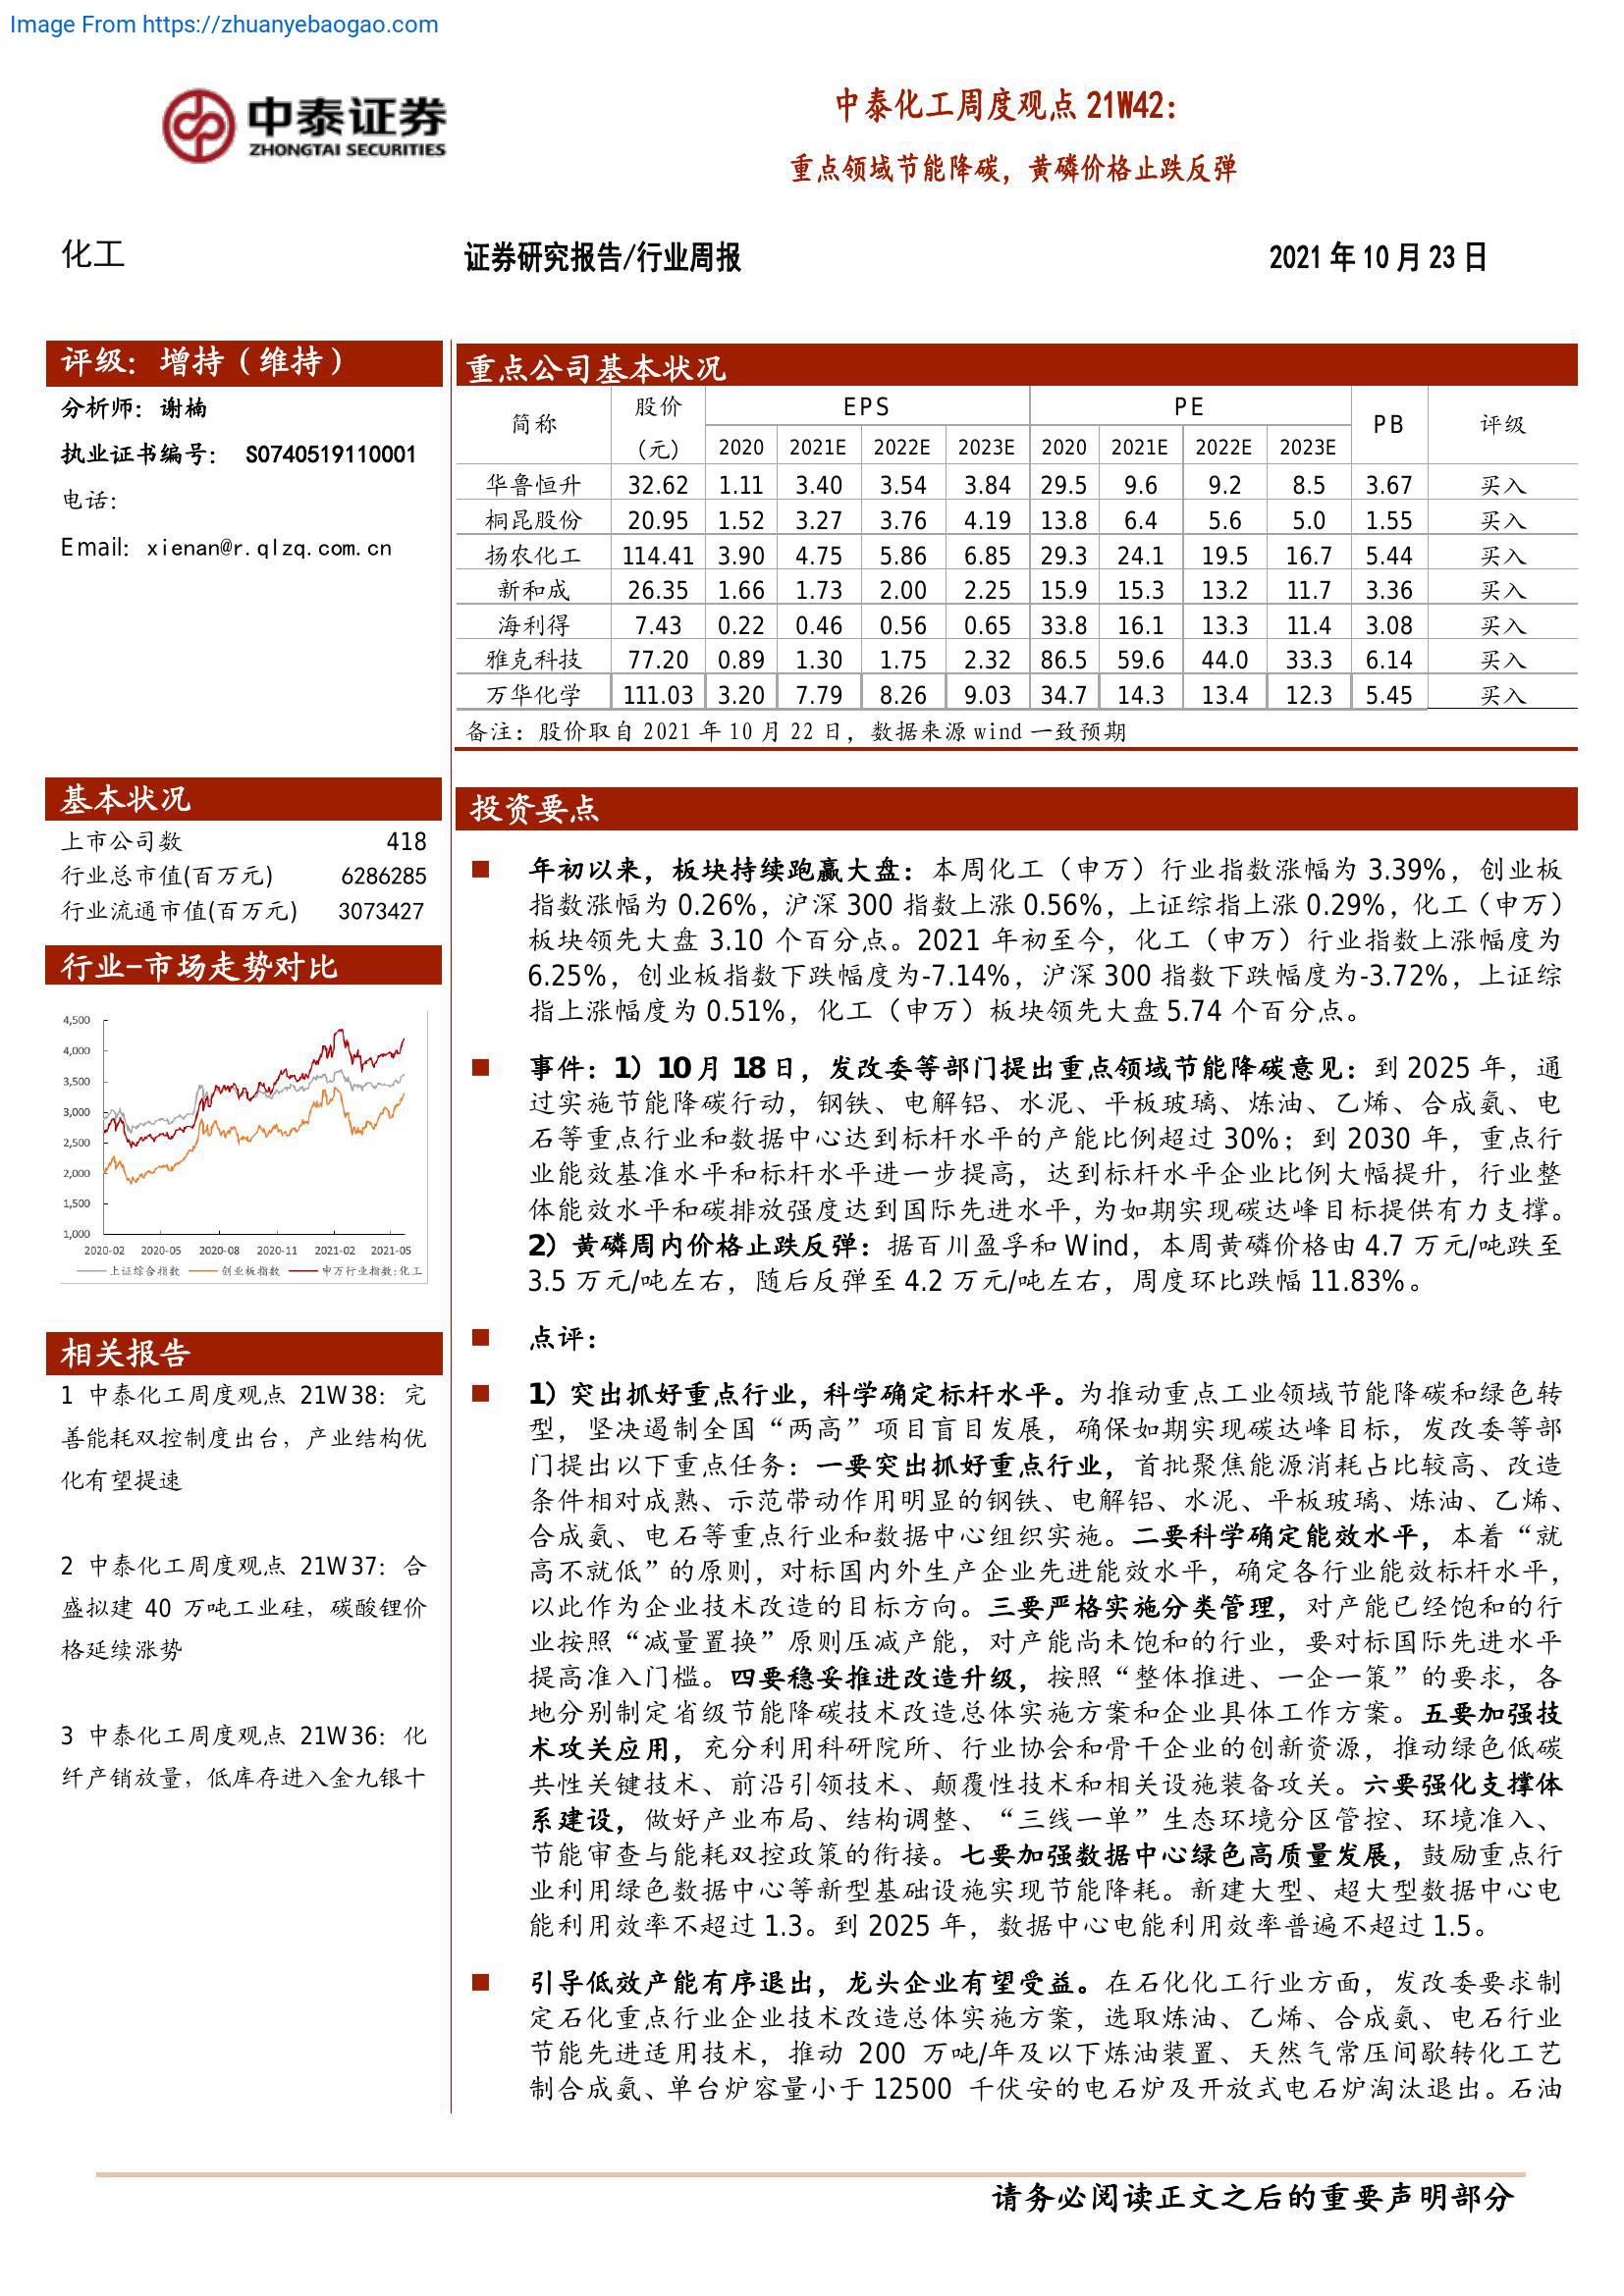 Image From https://zhuanyebaogao.com
中泰证券
ZHONGTAI SECURITIES
中泰化工周度观点 21W42：
重点领域节能降碳，黄磷价格止跌反弹
化工
证券研究报告/行业周报
2021 年 10 月 23 日
评级：增持（维持）
分析师：谢楠
执业证书编号： S0740519110001
电话：
Email：xienan@r.qlzq.com.cn
基本状况
上市公司数 418
行业总市值(百万元) 6286285
行业流通市值(百万元) 3073427
行业-市场走势对比
4,500
4,000
3,500
3,000
2,500
2,000
1,500
1,000
2020-02 2020-05 2020-08 2020-11 2021-02 2021-05
上证综合指数 创业板指数 申万行业指数:化工
相关报告
1 中泰化工周度观点 21W38：完
善能耗双控制度出台，产业结构优
化有望提速
2 中泰化工周度观点 21W37：合
盛拟建 40 万吨工业硅，碳酸锂价
格延续涨势
3 中泰化工周度观点 21W36：化
纤产销放量，低库存进入金九银十
重点公司基本状况
简称 股价 (元) EPS PE PB 评级
2020 2021E 2022E 2023E 2020 2021E 2022E 2023E
华鲁恒升 32.62 1.11 3.40 3.54 3.84 29.5 9.6 9.2 8.5 3.67 买入
桐昆股份 20.95 1.52 3.27 3.76 4.19 13.8 6.4 5.6 5.0 1.55 买入
扬农化工 114.41 3.90 4.75 5.86 6.85 29.3 24.1 19.5 16.7 5.44 买入
新和成 26.35 1.66 1.73 2.00 2.25 15.9 15.3 13.2 11.7 3.36 买入
海利得 7.43 0.22 0.46 0.56 0.65 33.8 16.1 13.3 11.4 3.08 买入
雅克科技 77.20 0.89 1.30 1.75 2.32 86.5 59.6 44.0 33.3 6.14 买入
万华化学 111.03 3.20 7.79 8.26 9.03 34.7 14.3 13.4 12.3 5.45 买入
备注：股价取自 2021 年 10 月 22 日，数据来源 wind 一致预期
投资要点
■ 年初以来，板块持续跑赢大盘：本周化工（申万）行业指数涨幅为 3.39%，创业板
指数涨幅为 0.26%，沪深 300 指数上涨 0.56%，上证综指上涨 0.29%，化工（申万）
板块领先大盘 3.10 个百分点。2021 年初至今，化工（申万）行业指数上涨幅度为
6.25%，创业板指数下跌幅度为-7.14%，沪深 300 指数下跌幅度为-3.72%，上证综
指上涨幅度为 0.51%，化工（申万）板块领先大盘 5.74 个百分点。
■ 事件：1）10 月 18 日，发改委等部门提出重点领域节能降碳意见：到 2025 年，通
过实施节能降碳行动，钢铁、电解铝、水泥、平板玻璃、炼油、乙烯、合成氨、电
石等重点行业和数据中心达到标杆水平的产能比例超过 30%；到 2030 年，重点行
业能效基准水平和标杆水平进一步提高，达到标杆水平企业比例大幅提升，行业整
体能效水平和碳排放强度达到国际先进水平，为如期实现碳达峰目标提供有力支撑。
2）黄磷周内价格止跌反弹：据百川盈孚和 Wind，本周黄磷价格由 4.7 万元/吨跌至
3.5 万元/吨左右，随后反弹至 4.2 万元/吨左右，周度环比跌幅 11.83%。
■ 点评：
■ 1）突出抓好重点行业，科学确定标杆水平。为推动重点工业领域节能降碳和绿色转
型，坚决遏制全国“两高”项目盲目发展，确保如期实现碳达峰目标，发改委等部
门提出以下重点任务：一要突出抓好重点行业，首批聚焦能源消耗占比较高、改造
条件相对成熟、示范带动作用明显的钢铁、电解铝、水泥、平板玻璃、炼油、乙烯、
合成氨、电石等重点行业和数据中心组织实施。二要科学确定能效水平，本着“就
高不就低”的原则，对标国内外生产企业先进能效水平，确定各行业能效标杆水平，
以此作为企业技术改造的目标方向。三要严格实施分类管理，对产能已经饱和的行
业按照“减量置换”原则压减产能，对产能尚未饱和的行业，要对标国际先进水平
提高准入门槛。四要稳妥推进改造升级，按照“整体推进、一企一策”的要求，各
地分别制定省级节能降碳技术改造总体实施方案和企业具体工作方案。五要加强技
术攻关应用，充分利用科研院所、行业协会和骨干企业的创新资源，推动绿色低碳
共性关键技术、前沿引领技术、颠覆性技术和相关设施装备攻关。六要强化支撑体
系建设，做好产业布局、结构调整、“三线一单”生态环境分区管控、环境准入、
节能审查与能耗双控政策的衔接。七要加强数据中心绿色高质量发展，鼓励重点行
业利用绿色数据中心等新型基础设施实现节能降耗。新建大型、超大型数据中心电
能利用效率不超过 1.3。到 2025 年，数据中心电能利用效率普遍不超过 1.5。
■ 引导低效产能有序退出，龙头企业有望受益。在石化化工行业方面，发改委要求制
定石化重点行业企业技术改造总体实施方案，选取炼油、乙烯、合成氨、电石行业
节能先进适用技术，推动 200 万吨/年及以下炼油装置、天然气常压间歇转化工艺
制合成氨、单台炉容量小于 12500 千伏安的电石炉及开放式电石炉淘汰退出。石油
请务必阅读正文之后的重要声明部分